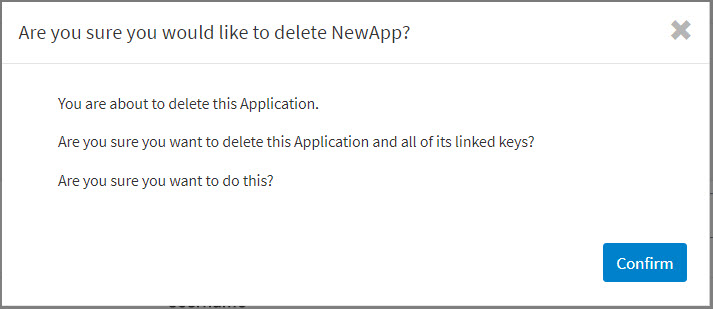 Are you sure you would like to delete NewApp?
You are about to delete this Application.
Are you sure you want to delete this Application and all of its linked keys?
Are you sure you want to do this?
Confirm